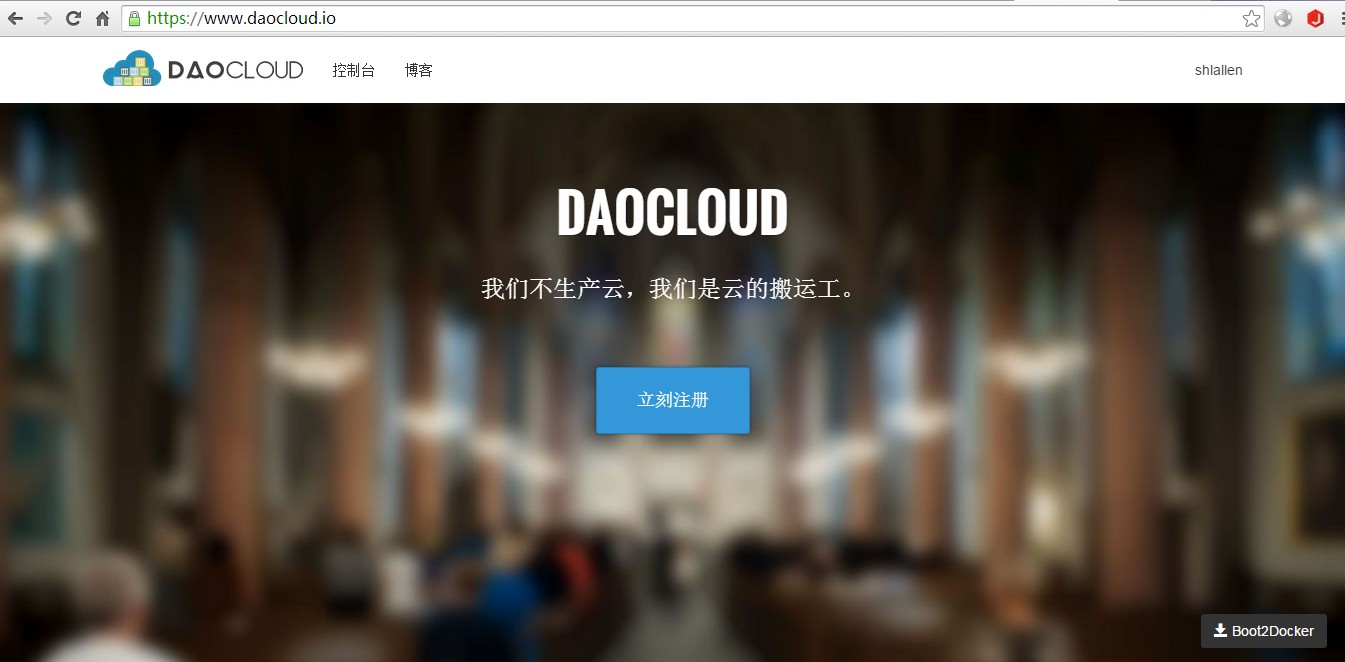 https://www.daocloud.io
DAOCLOUD 控制台 博客 shlallen
DAOCLOUD
我们不生产云，我们是云的搬运工。
立刻注册
Boot2Docker